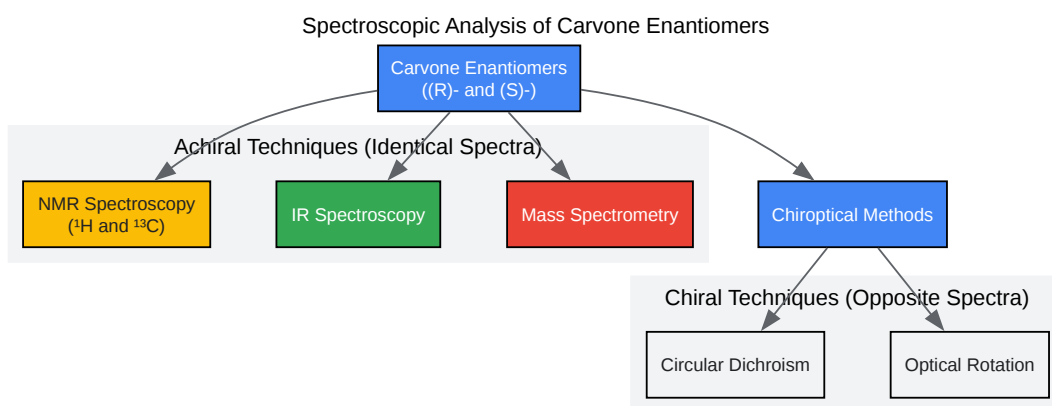 Spectroscopic Analysis of Carvone Enantiomers
Carvone Enantiomers
((R)- and (S)-)
Achiral Techniques (Identical Spectra)
NMR Spectroscopy
(¹H and ¹³C)
IR Spectroscopy
Mass Spectrometry
Chiroptical Methods
Chiral Techniques (Opposite Spectra)
Circular Dichroism
Optical Rotation